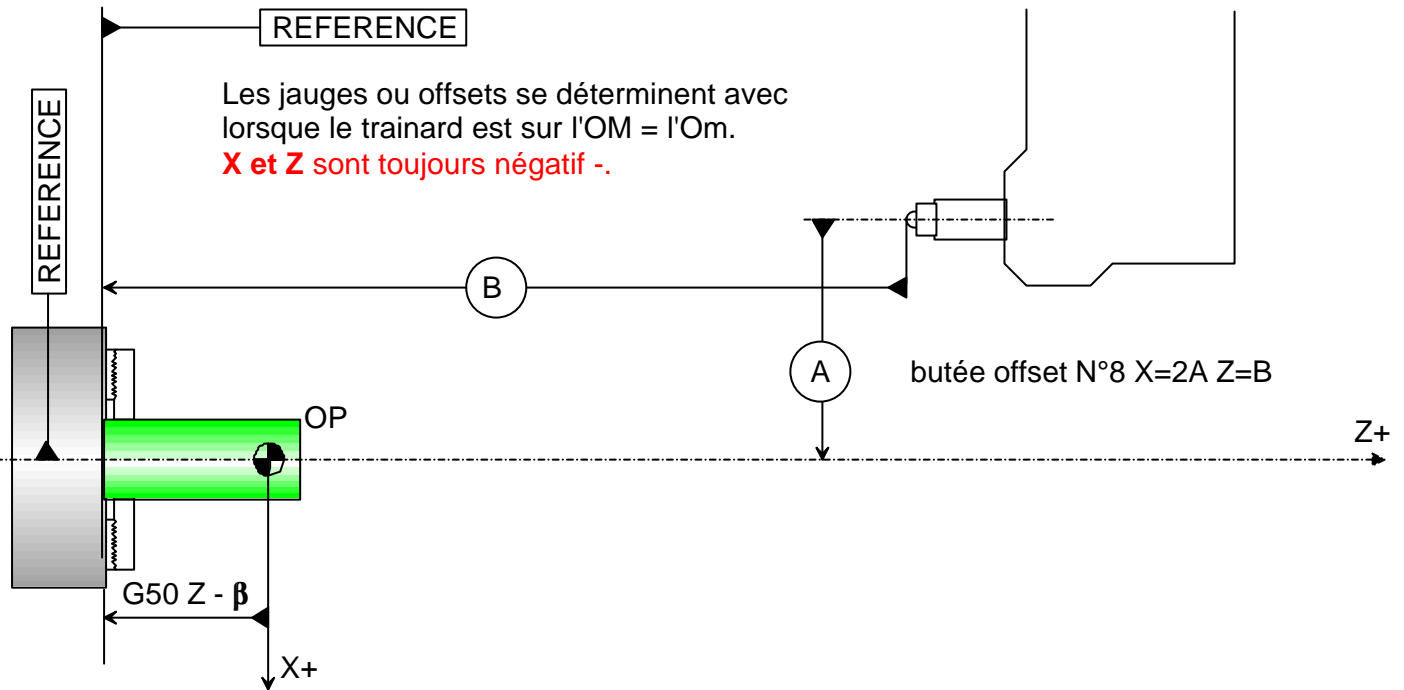 REFERENCE
REFERENCE
Les jauges ou offsets se déterminent avec
lorsque le trainard est sur l'OM = l'Om.
X et Z sont toujours négatif -.
B
A
butée offset N°8 X=2A Z=B
OP
Z+
G50 Z - β
X+